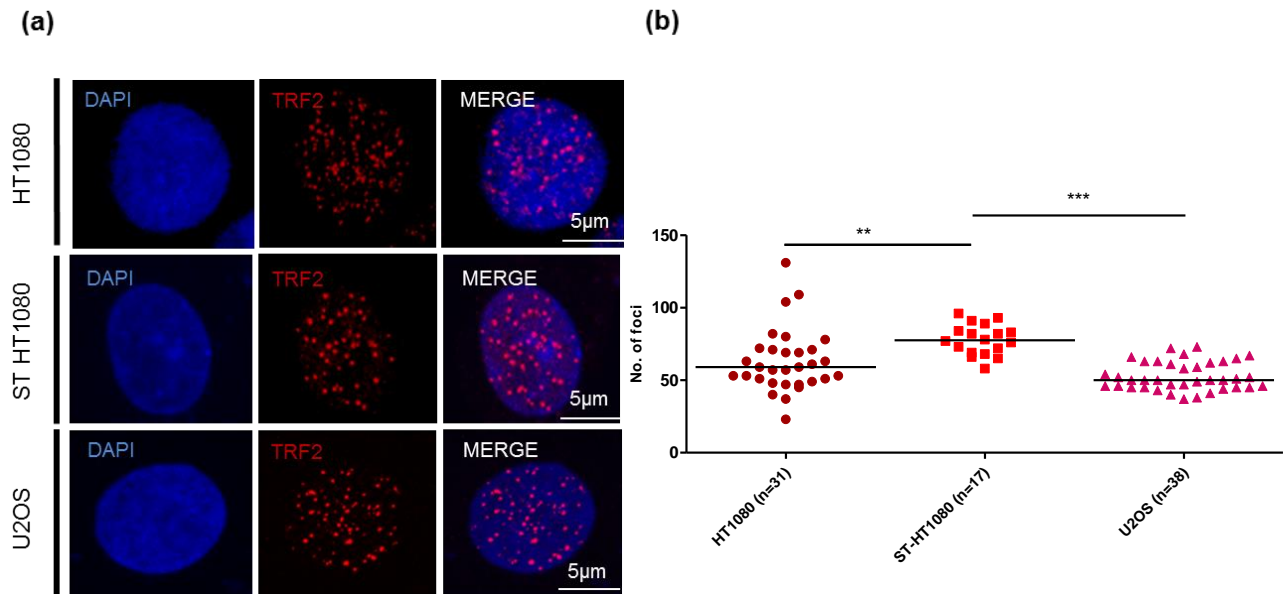 (a)
HT1080
DAPI
TRF2
MERGE
5µm
ST HT1080
DAPI
TRF2
MERGE
5µm
U2OS
DAPI
TRF2
MERGE
5µm
(b)
***
**
No. of foci
150
100
50
0
HT1080 (n=31)
ST-HT1080 (n=17)
U2OS (n=38)